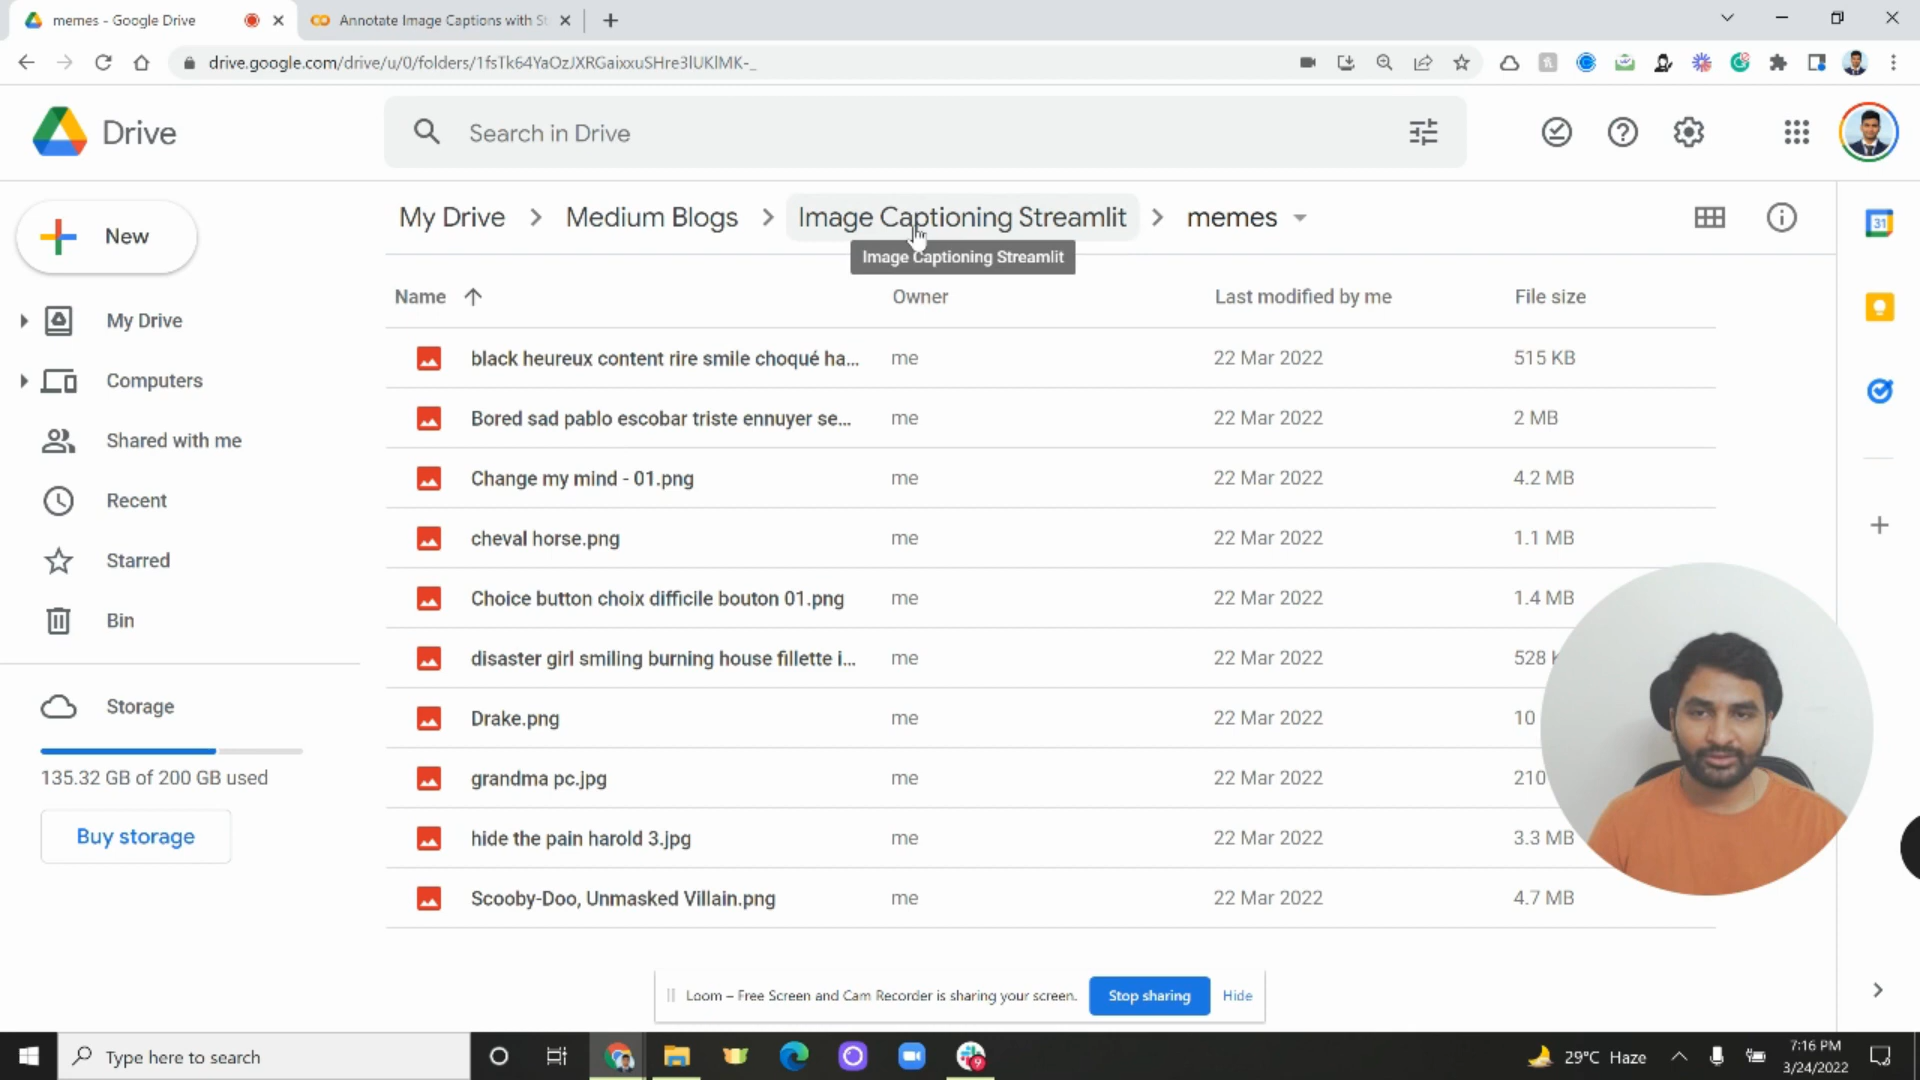 memes - Google Drive
Annotate Image Captions with St
drive.google.com/drive/u/0/folders/1fsTk64YaOzJXRGaixxuSHre3lUKlMK-_
Drive
Search in Drive
New
My Drive
Computers
Shared with me
Recent
Starred
Bin
Storage
135.32 GB of 200 GB used
Buy storage
My Drive > Medium Blogs > Image Captioning Streamlit > memes
Image Captioning Streamlit
Name Owner Last modified by me File size
black heureux content rire smile choqué ha... me 22 Mar 2022 515 KB
Bored sad pablo escobar triste ennuyer se... me 22 Mar 2022 2 MB
Change my mind - 01.png me 22 Mar 2022 4.2 MB
cheval horse.png me 22 Mar 2022 1.1 MB
Choice button choix difficile bouton 01.png me 22 Mar 2022 1.4 MB
disaster girl smiling burning house fillette i... me 22 Mar 2022 528
Drake.png me 22 Mar 2022 10
grandma pc.jpg me 22 Mar 2022 210
hide the pain harold 3.jpg me 22 Mar 2022 3.3 MB
Scooby-Doo, Unmasked Villain.png me 22 Mar 2022 4.7 MB
31
Loom – Free Screen and Cam Recorder is sharing your screen. Stop sharing Hide
Type here to search
9
29°C Haze
7:16 PM
3/24/2022